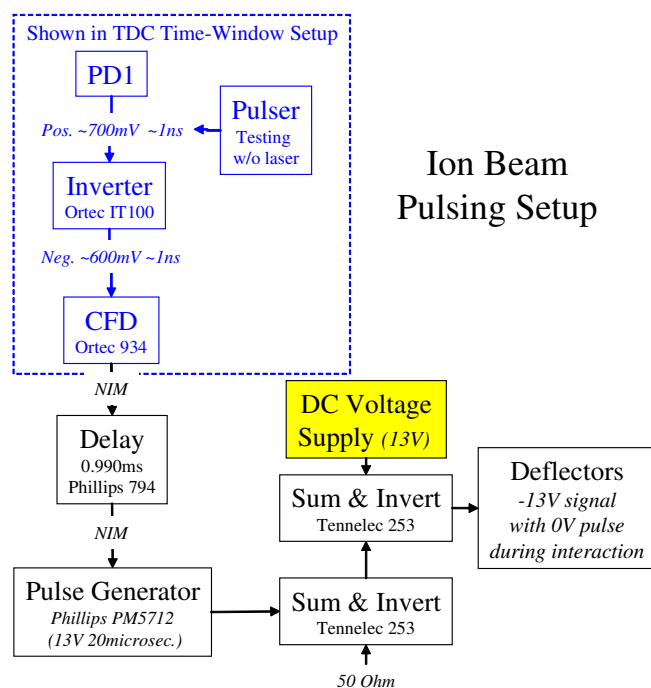 Shown in TDC Time-Window Setup
PD1
Pos. ~700mV ~1ns
Pulser
Testing
w/o laser
Inverter
Ortec IT100
Neg. ~600mV ~1ns
CFD
Ortec 934
Ion Beam
Pulsing Setup
NIM
Delay
0.990ms
Phillips 794
NIM
Pulse Generator
Phillips PM5712
(13V 20microsec.)
DC Voltage
Supply (13V)
Sum & Invert
Tennelec 253
Deflectors
-13V signal
with 0V pulse
during interaction
Sum & Invert
Tennelec 253
50 Ohm